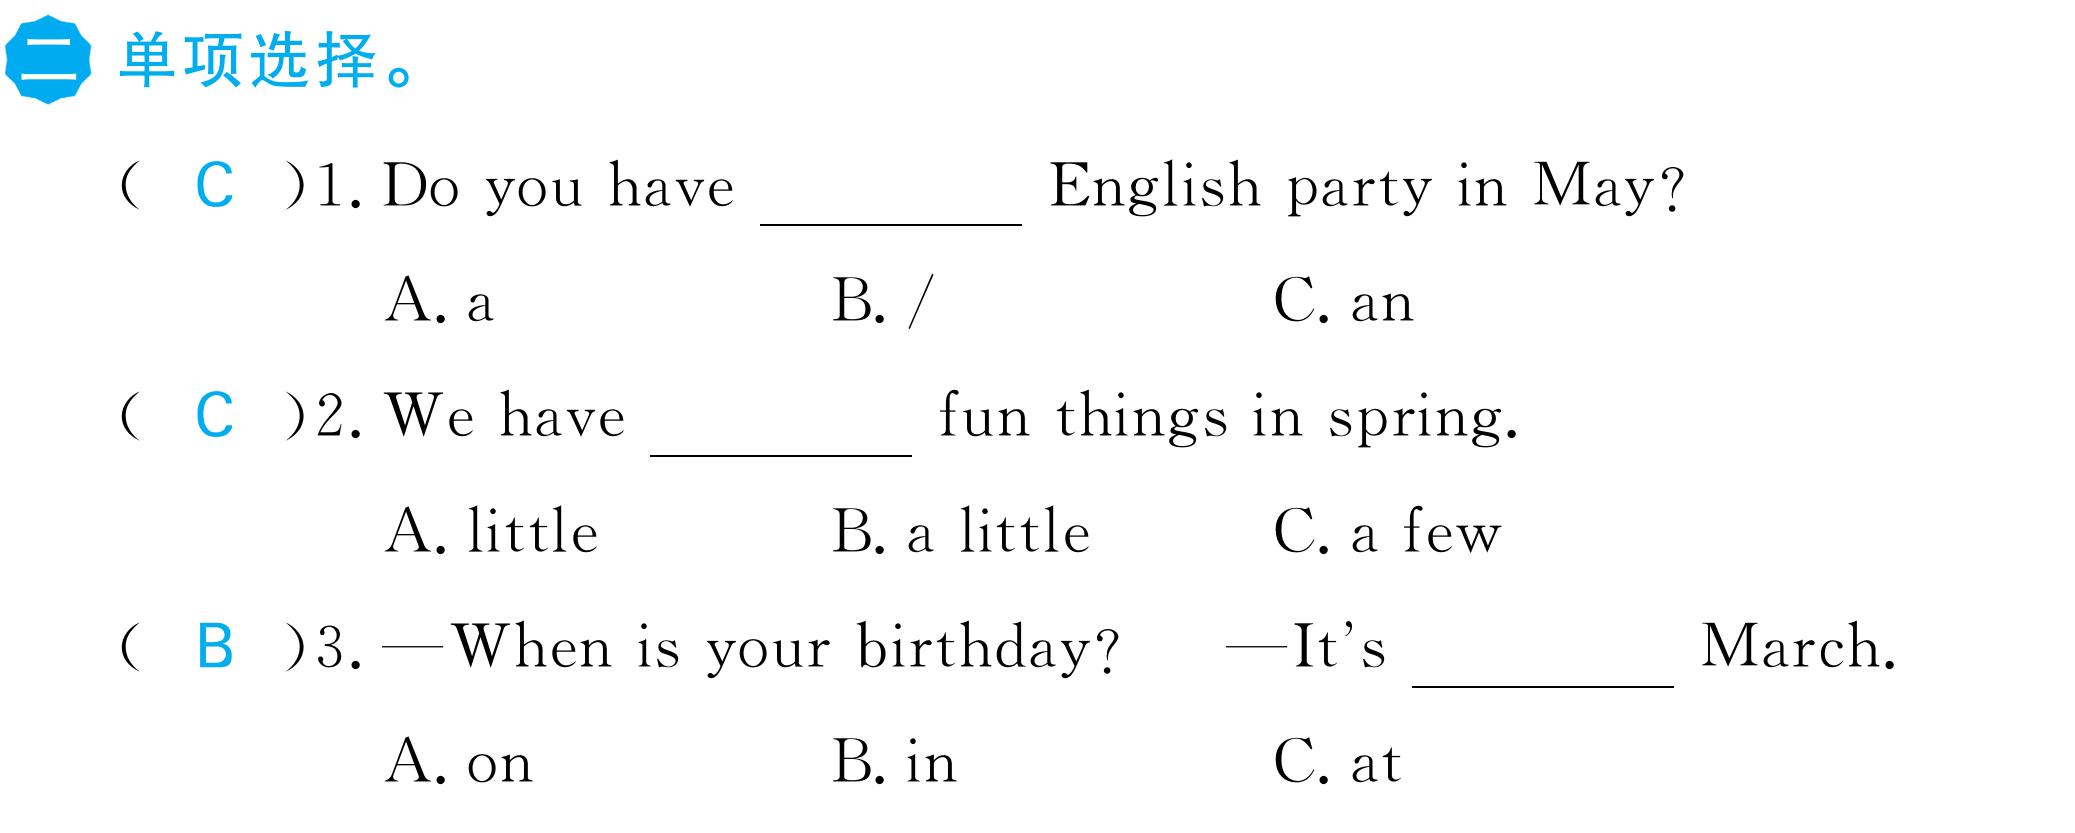 二 单项选择。
( C )1. Do you have ________ English party in May?
A. a B. / C. an
( C )2. We have ________ fun things in spring.
A. little B. a little C. a few
( B )3. —When is your birthday? —It's ________ March.
A. on B. in C. at